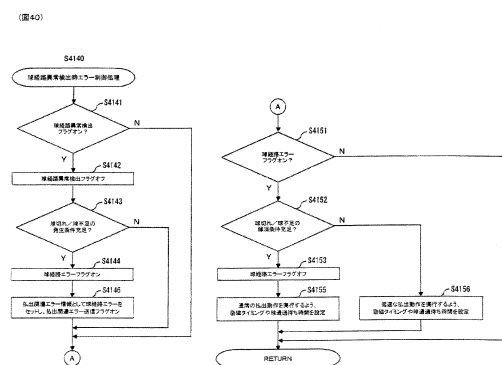 (図40)
S4140
球経路異常検出時エラー制御処理
S4141
球経路異常検出
フラグオン?
N
Y
S4142
球経路異常検出フラグオフ
S4143
球切れ/球不足の
発生条件充足?
N
Y
S4144
球経路エラーフラグオン
S4146
払出関連エラー情報として球経路エラーを
セットし、払出関連エラー送信フラグオン
A
A
S4151
球経路エラー
フラグオン?
N
Y
S4152
球切れ/球不足の
解消条件充足?
N
Y
S4153
球経路エラーフラグオフ
S4155
通常の払出動作を実行するよう、
励磁タイミングや球通過待ち時間を設定
S4156
低速な払出動作を実行するよう、
励磁タイミングや球通過待ち時間を設定
RETURN